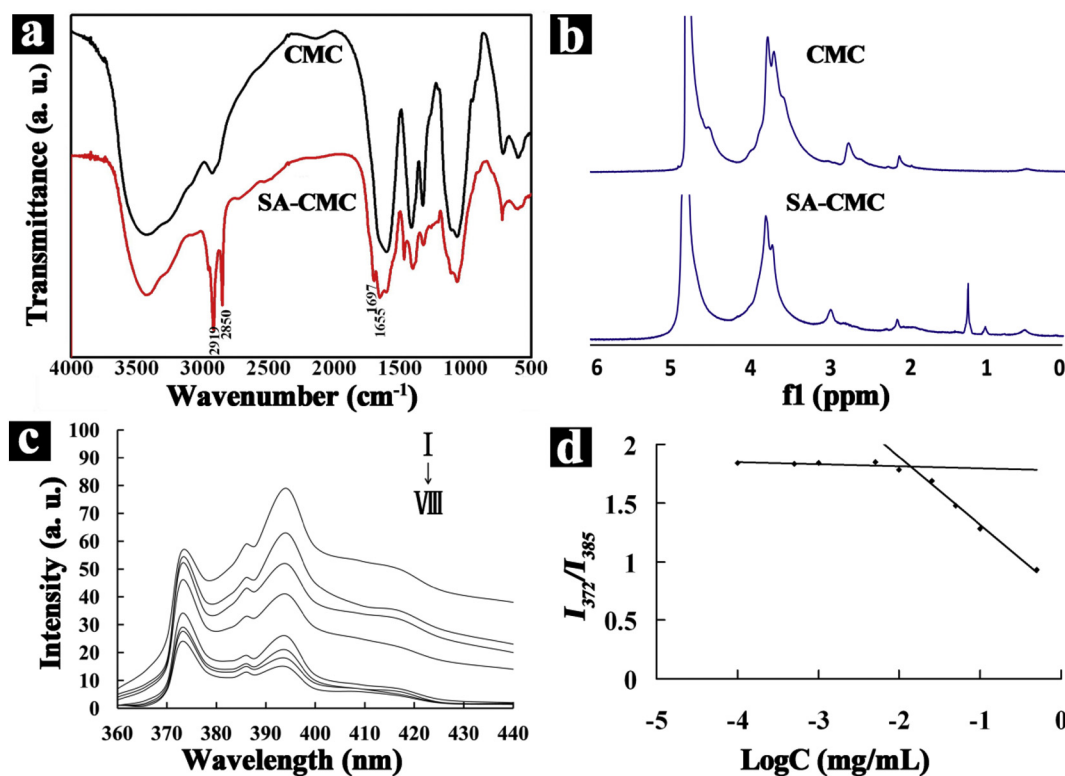 a
CMC
SA-CMC
2919
2850
1697
1655
Transmittance (a. u.)
4000 3500 3000 2500 2000 1500 1000 500
Wavenumber (cm⁻¹)
b
CMC
SA-CMC
6 5 4 3 2 1 0
f1 (ppm)
c
100
90
80
70
60
50
40
30
20
10
0
Intensity (a. u.)
I
↓
Ⅷ
360 370 380 390 400 410 420 430 440
Wavelength (nm)
d
2
1.5
1
0.5
0
I372/I385
-5 -4 -3 -2 -1 0
LogC (mg/mL)